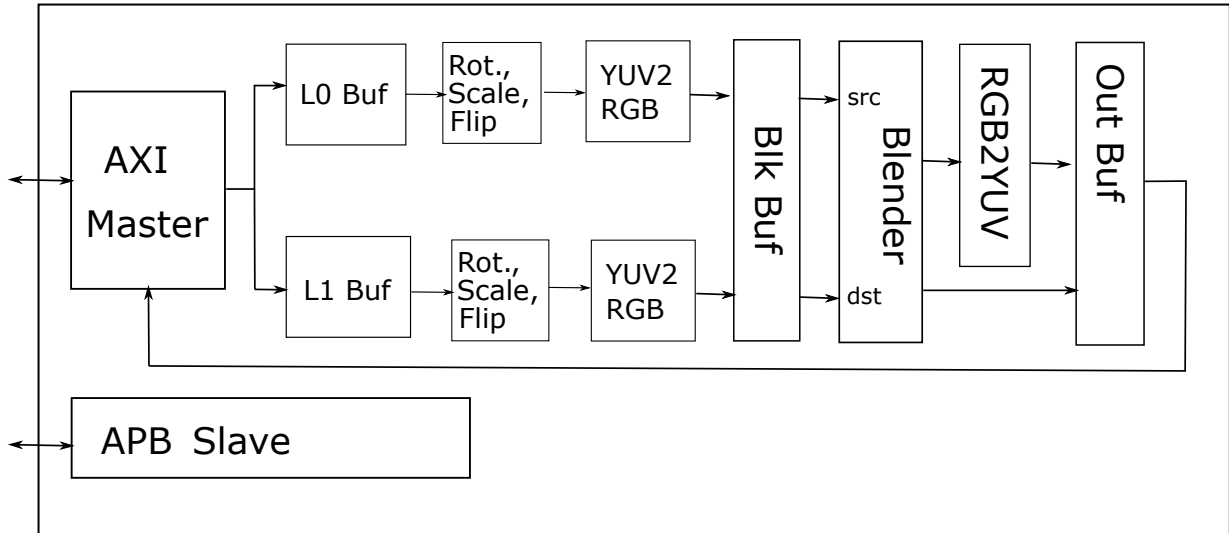 AXI
Master
L0 Buf
Rot.,
Scale,
Flip
YUV2
RGB
L1 Buf
Rot.,
Scale,
Flip
YUV2
RGB
Blk Buf
src
Blender
dst
RGB2YUV
Out Buf
APB Slave